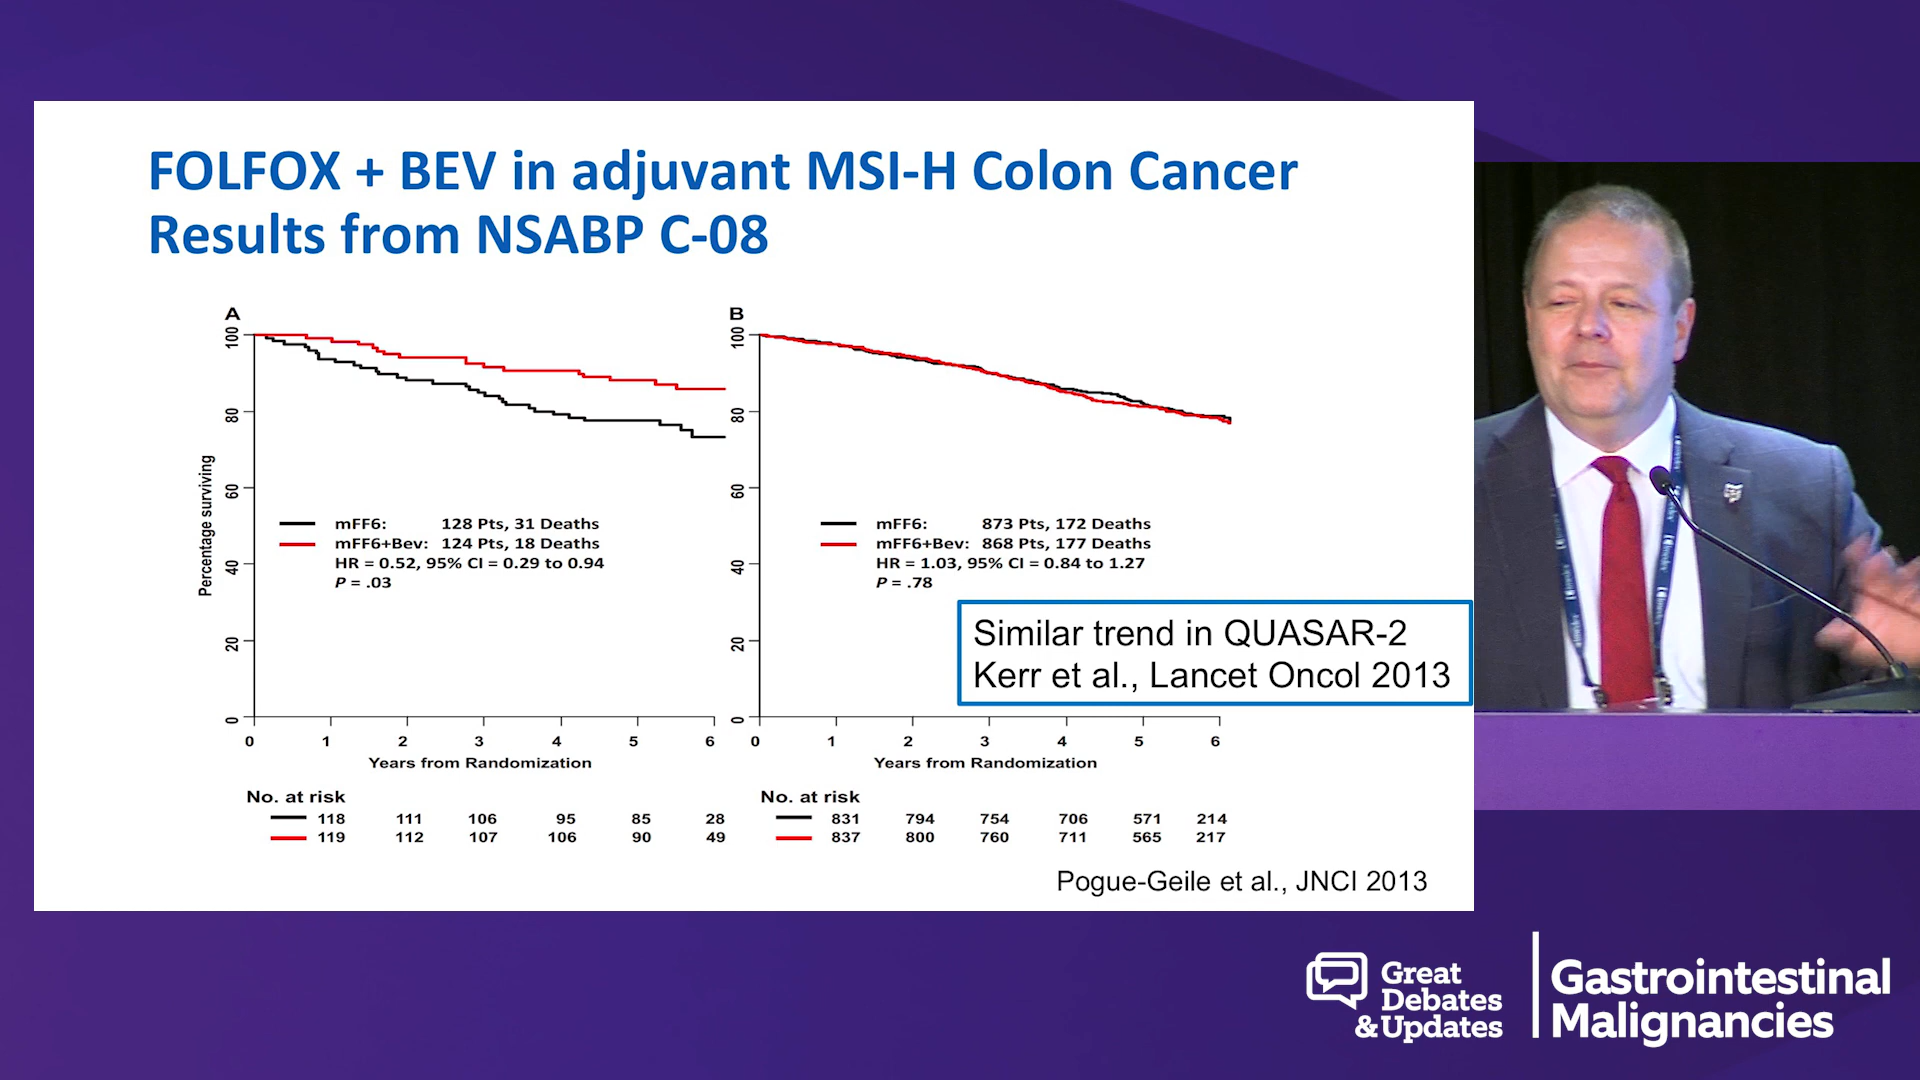 FOLFOX + BEV in adjuvant MSI-H Colon Cancer
Results from NSABP C-08
A
100
80
60
40
20
0
Percentage surviving
mFF6: 128 Pts, 31 Deaths
mFF6+Bev: 124 Pts, 18 Deaths
HR = 0.52, 95% CI = 0.29 to 0.94
P = .03
0 1 2 3 4 5 6
Years from Randomization
No. at risk
118 111 106 95 85 28
119 112 107 106 90 49
B
100
80
60
40
20
0
mFF6: 873 Pts, 172 Deaths
mFF6+Bev: 868 Pts, 177 Deaths
HR = 1.03, 95% CI = 0.84 to 1.27
P = .78
0 1 2 3 4 5 6
Years from Randomization
No. at risk
831 794 754 706 571 214
837 800 760 711 565 217
Similar trend in QUASAR-2
Kerr et al., Lancet Oncol 2013
Pogue-Geile et al., JNCI 2013
Great
Debates
&Updates
Gastrointestinal
Malignancies